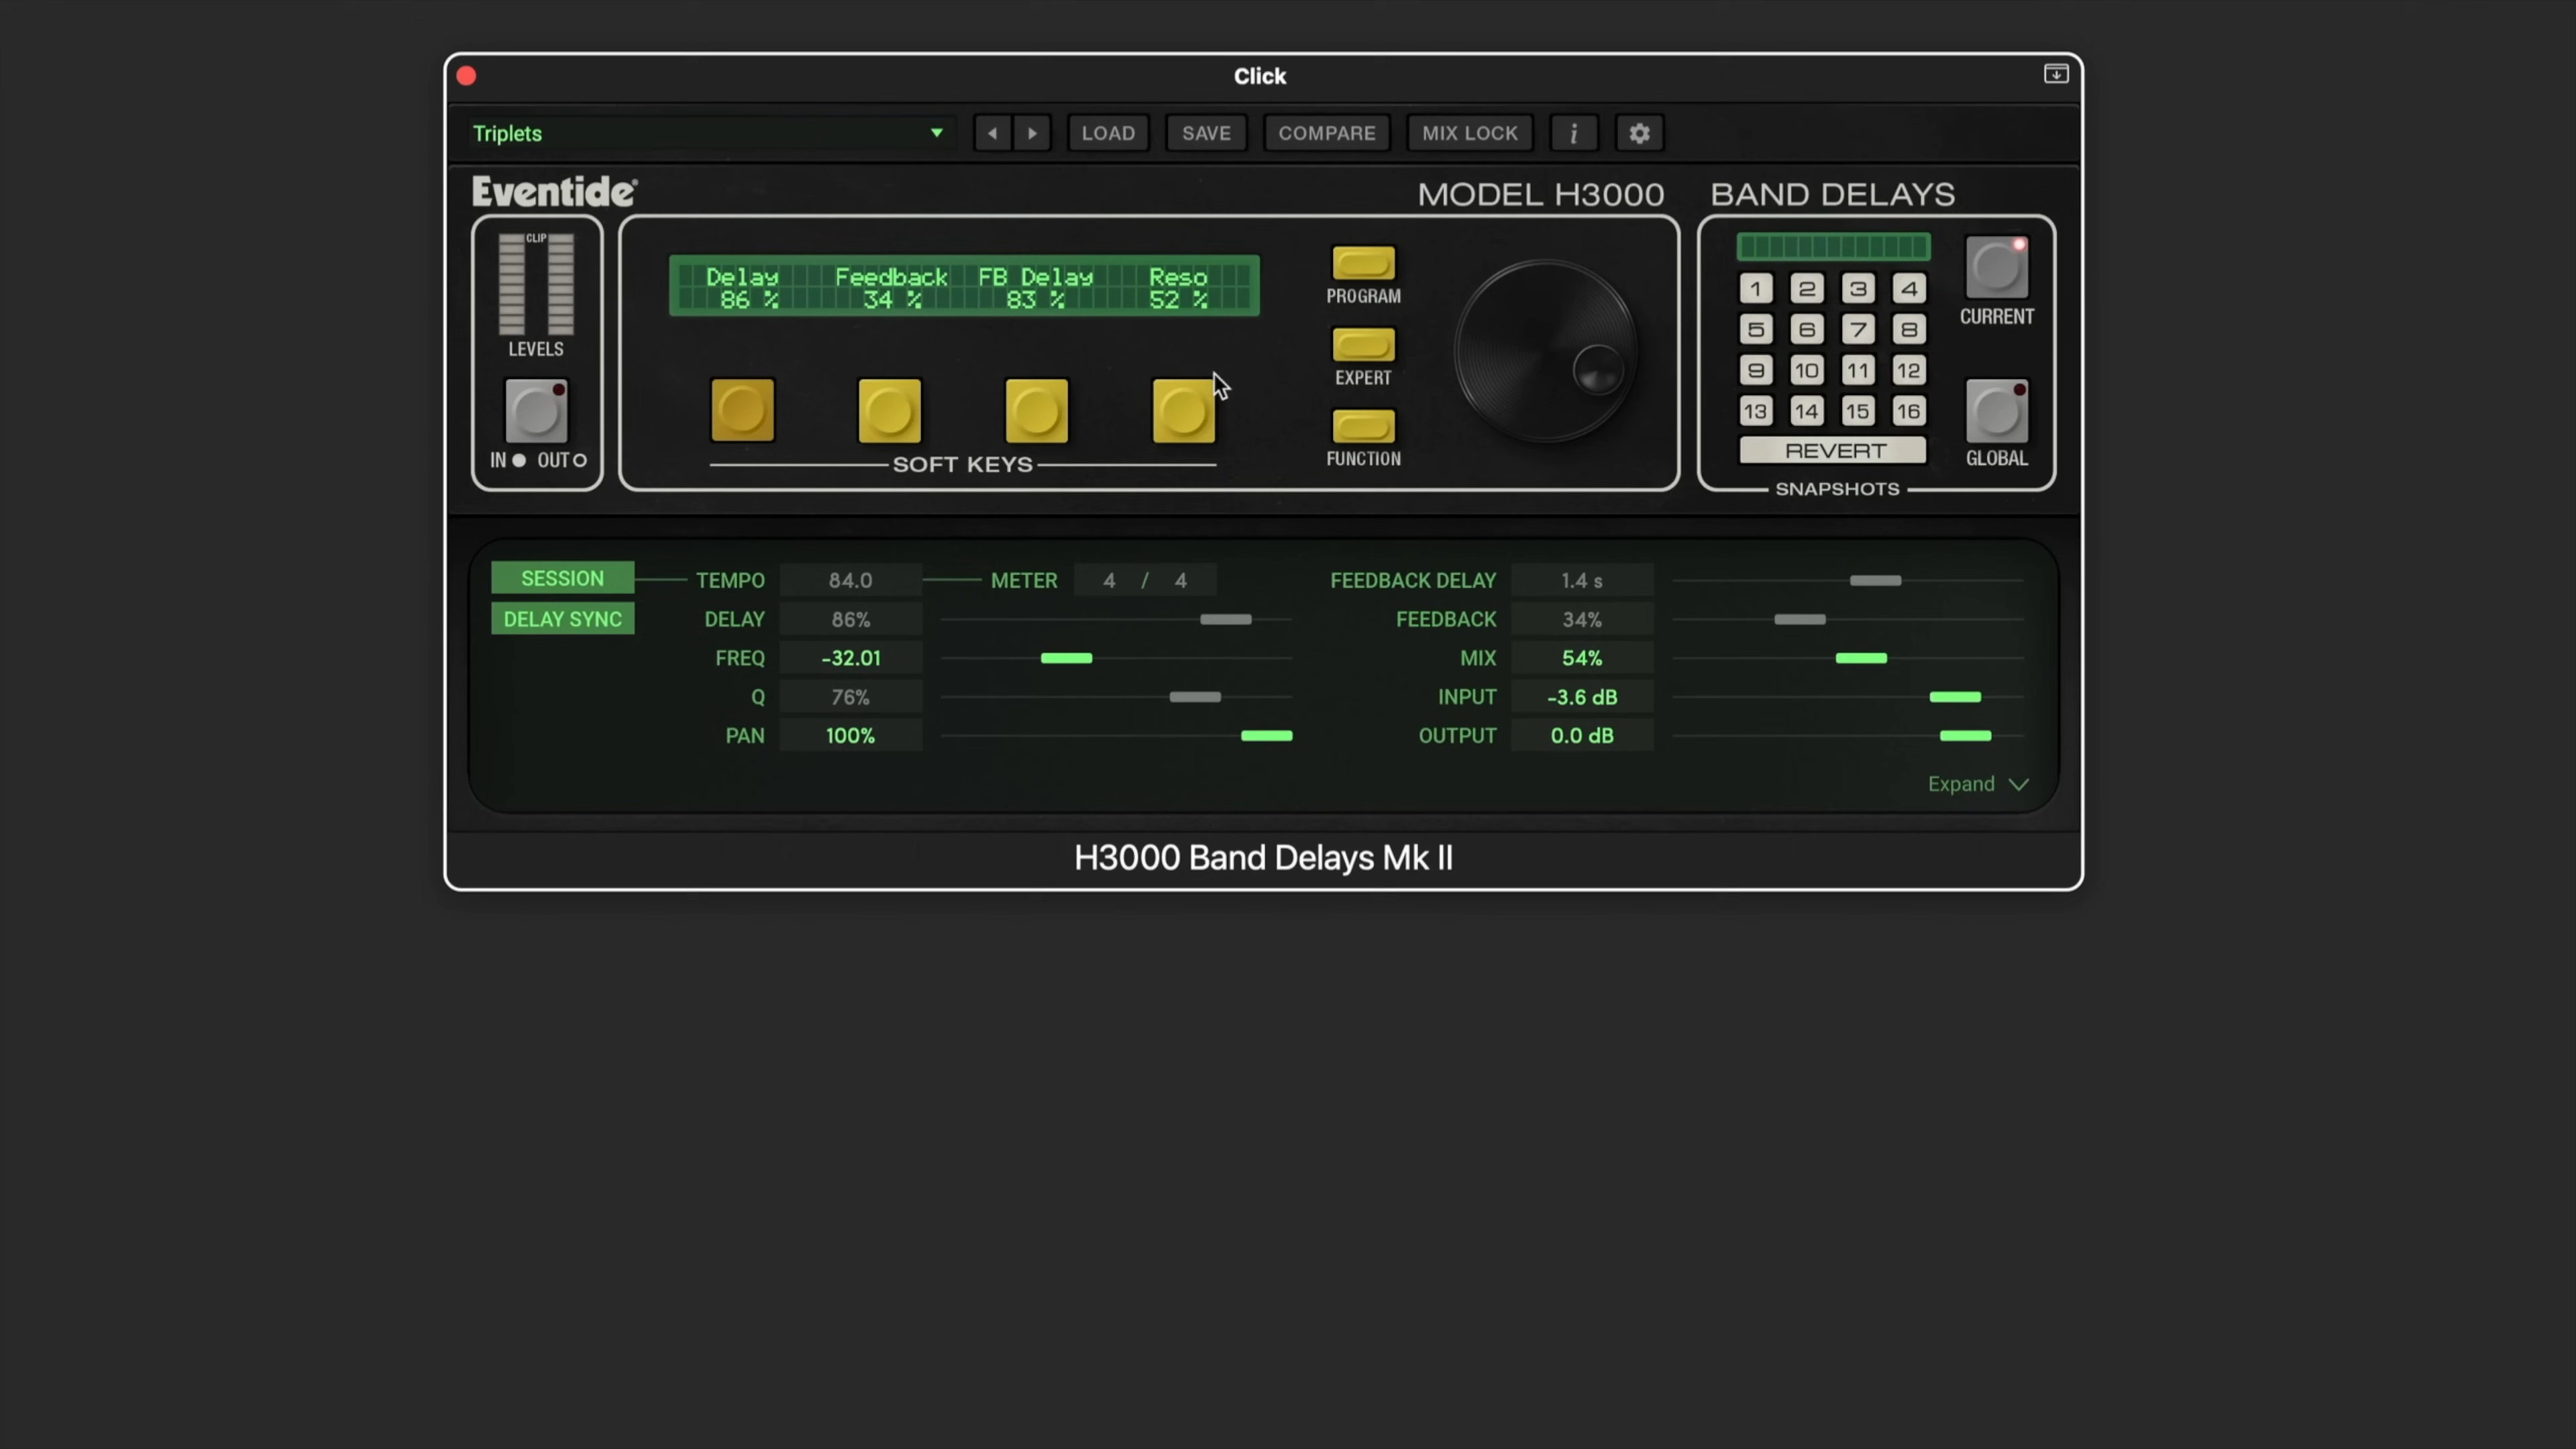 Click
Triplets
LOAD
SAVE
COMPARE
MIX LOCK
i
Eventide®
MODEL H3000
BAND DELAYS
CLIP
LEVELS
IN OUT
Delay Feedback FB Delay Reso
86 % 34 % 83 % 52 %
SOFT KEYS
PROGRAM
EXPERT
FUNCTION
1 2 3 4
5 6 7 8
9 10 11 12
13 14 15 16
REVERT
SNAPSHOTS
CURRENT
GLOBAL
SESSION
DELAY SYNC
TEMPO 84.0 METER 4 / 4
DELAY 86%
FREQ -32.01
Q 76%
PAN 100%
FEEDBACK DELAY 1.4 s
FEEDBACK 34%
MIX 54%
INPUT -3.6 dB
OUTPUT 0.0 dB
Expand
H3000 Band Delays Mk II